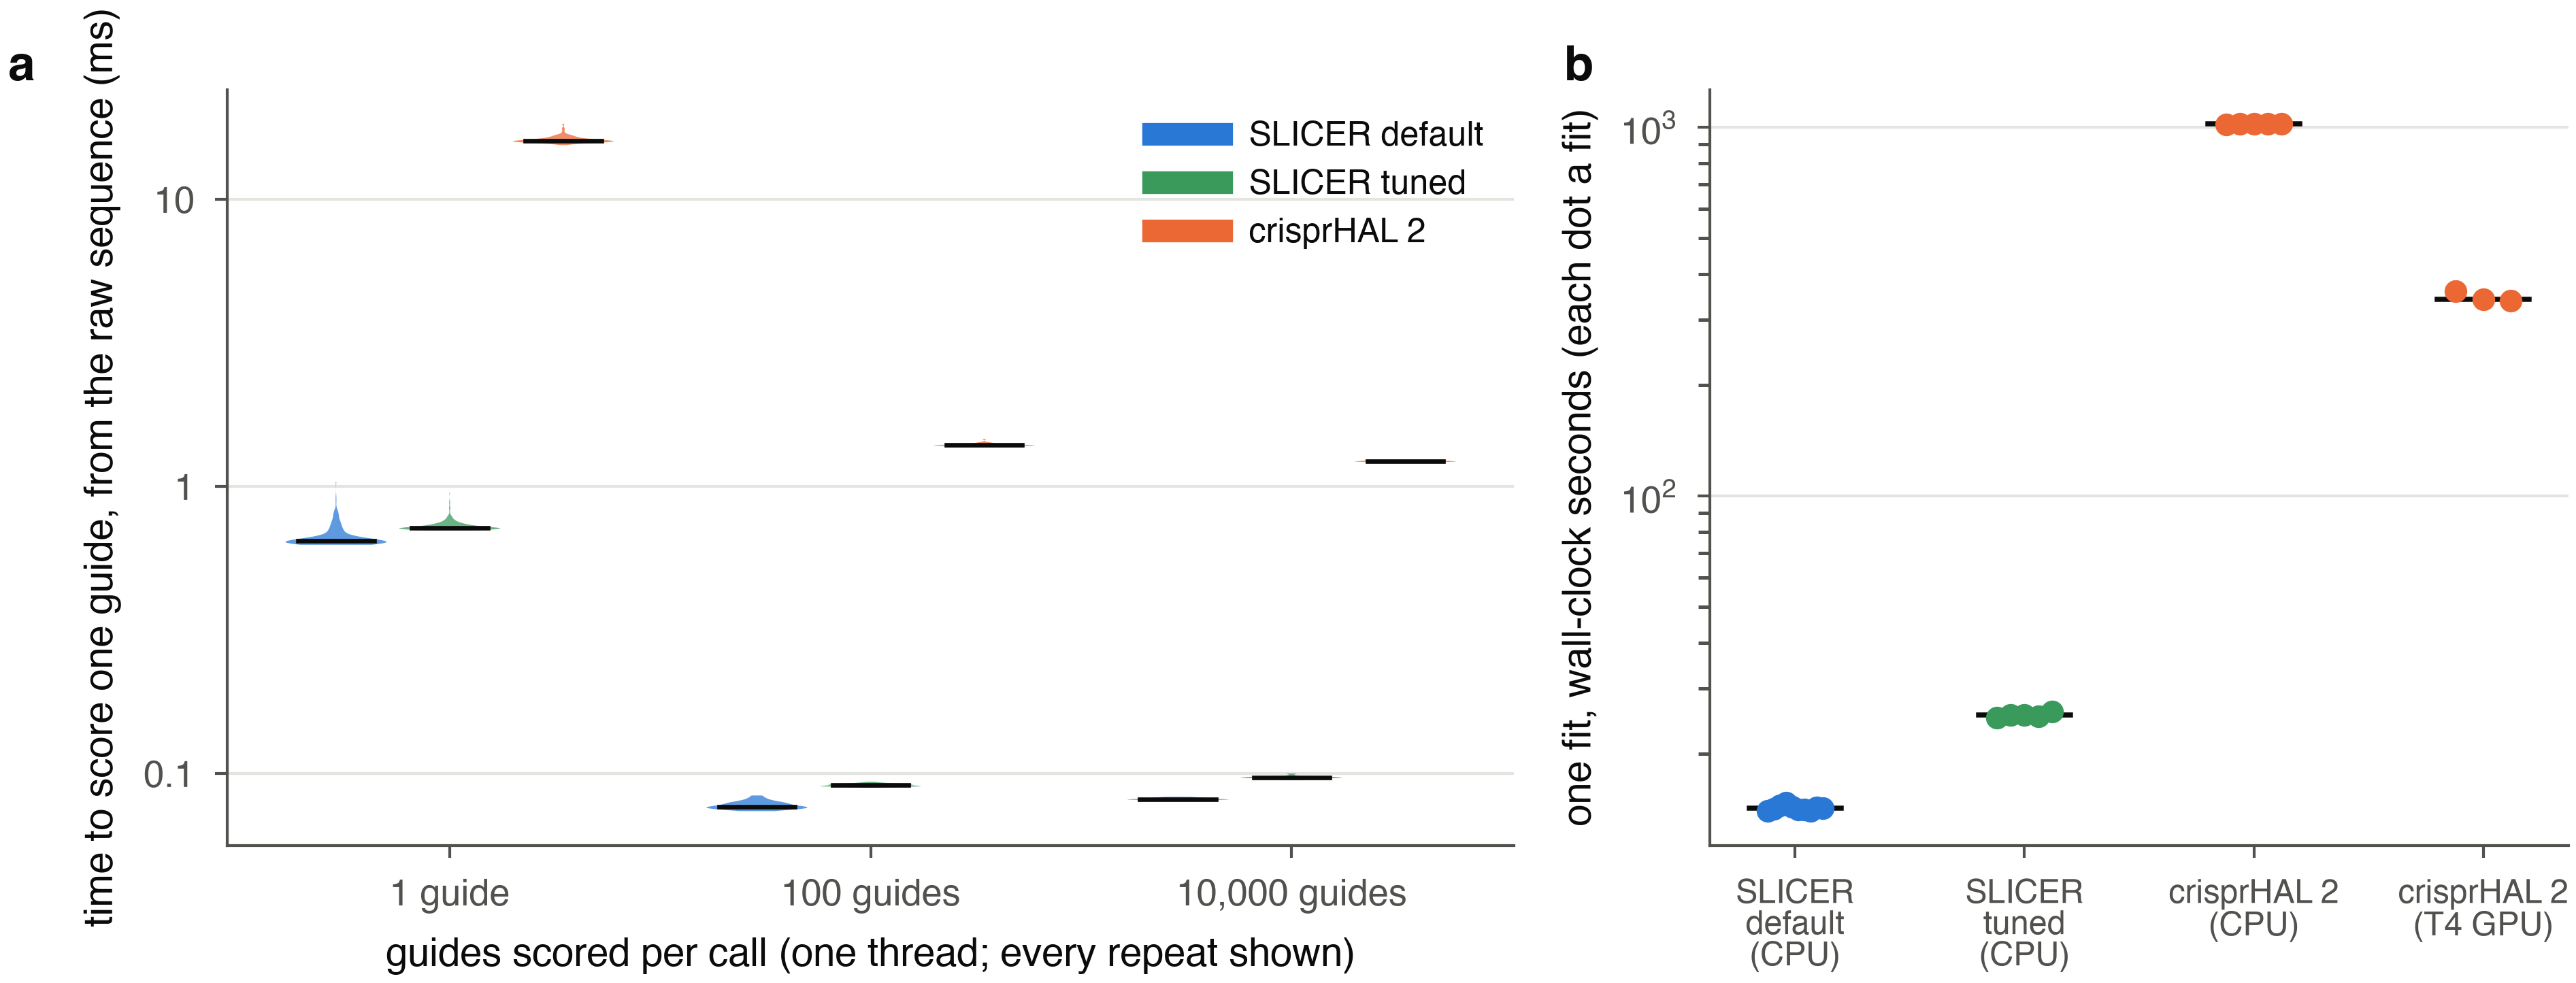 a
time to score one guide, from the raw sequence (ms)
10
1
0.1
SLICER default
SLICER tuned
crisprHAL 2
1 guide
100 guides
10,000 guides
guides scored per call (one thread; every repeat shown)
b
one fit, wall-clock seconds (each dot a fit)
10³
10²
SLICER
default
(CPU)
SLICER
tuned
(CPU)
crisprHAL 2
(CPU)
crisprHAL 2
(T4 GPU)